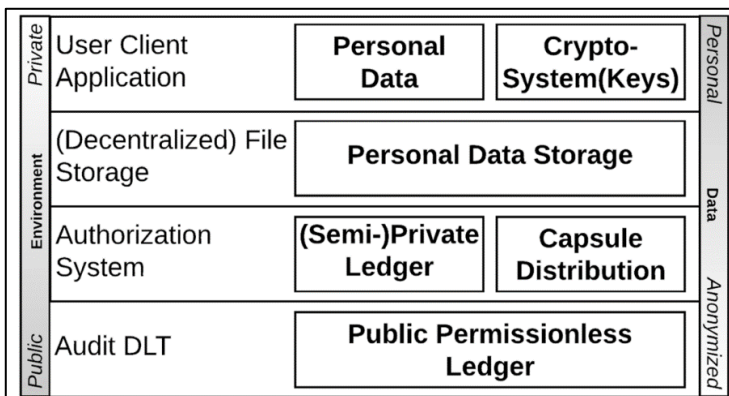 Private
Environment
Public
User Client
Application
Personal
Data
Crypto-
System(Keys)
(Decentralized) File
Storage
Personal Data Storage
Authorization
System
(Semi-)Private
Ledger
Capsule
Distribution
Audit DLT
Public Permissionless
Ledger
Personal
Data
Anonymized